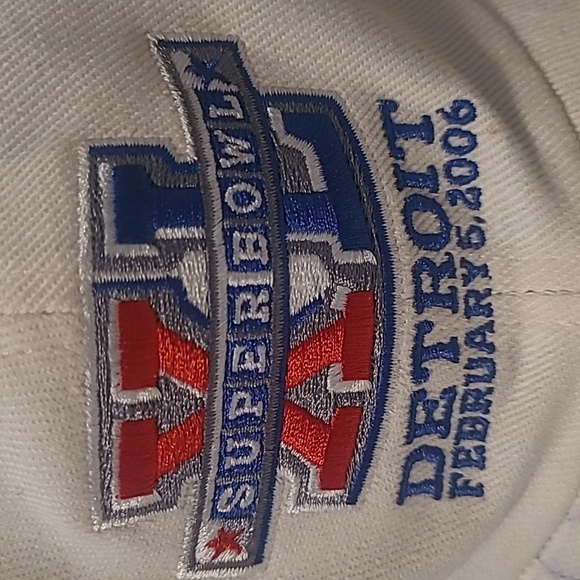 XL
SUPER BOWL
DETROIT
FEBRUARY 5, 2006